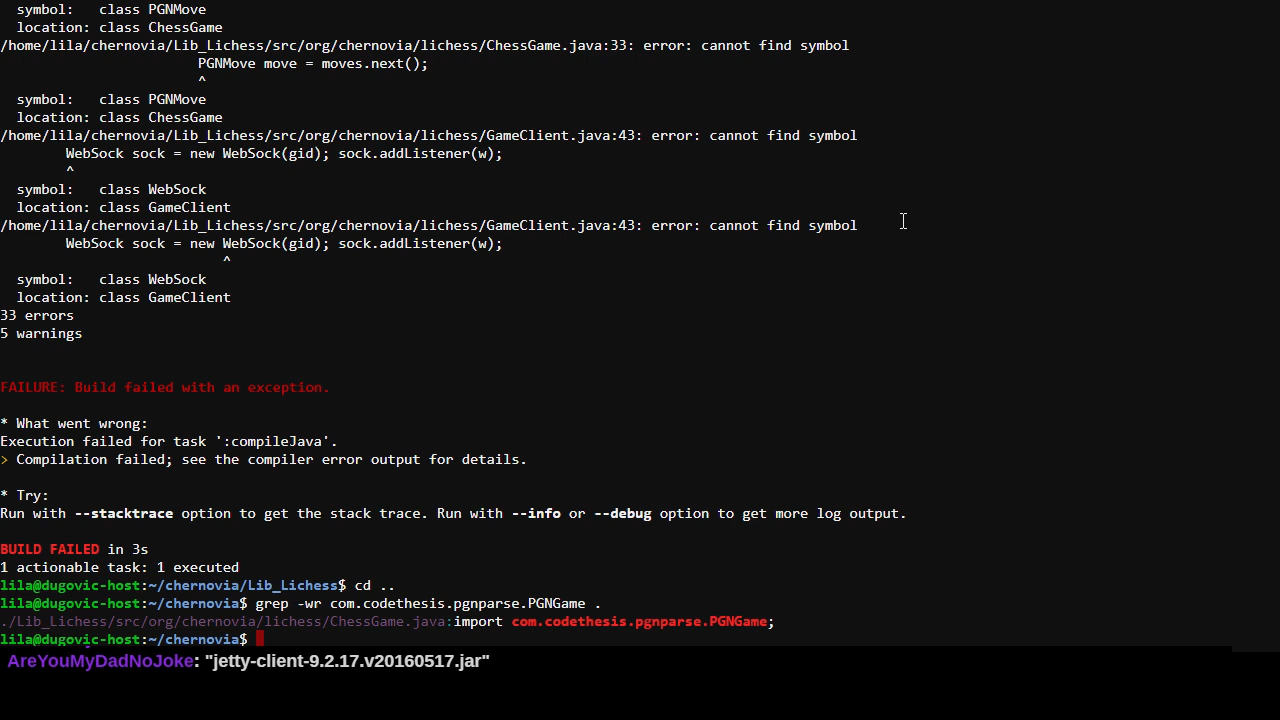 symbol:   class PGNMove
location: class ChessGame
/home/lila/chernovia/Lib_Lichess/src/org/chernovia/lichess/ChessGame.java:33: error: cannot find symbol
PGNMove move = moves.next();
^
symbol:   class PGNMove
location: class ChessGame
/home/lila/chernovia/Lib_Lichess/src/org/chernovia/lichess/GameClient.java:43: error: cannot find symbol
WebSock sock = new WebSock(gid); sock.addListener(w);
^
symbol:   class WebSock
location: class GameClient
/home/lila/chernovia/Lib_Lichess/src/org/chernovia/lichess/GameClient.java:43: error: cannot find symbol
WebSock sock = new WebSock(gid); sock.addListener(w);
^
symbol:   class WebSock
location: class GameClient
33 errors
5 warnings
FAILURE: Build failed with an exception.
* What went wrong:
Execution failed for task ':compileJava'.
> Compilation failed; see the compiler error output for details.
* Try:
Run with --stacktrace option to get the stack trace. Run with --info or --debug option to get more log output.
BUILD FAILED in 3s
1 actionable task: 1 executed
lila@dugovic-host:~/chernovia/Lib_Lichess$ cd ..
lila@dugovic-host:~/chernovia$ grep -wr com.codethesis.pgnparse.PGNGame .
./Lib_Lichess/src/org/chernovia/lichess/ChessGame.java:import com.codethesis.pgnparse.PGNGame;
lila@dugovic-host:~/chernovia$
AreYouMyDadNoJoke: "jetty-client-9.2.17.v20160517.jar"